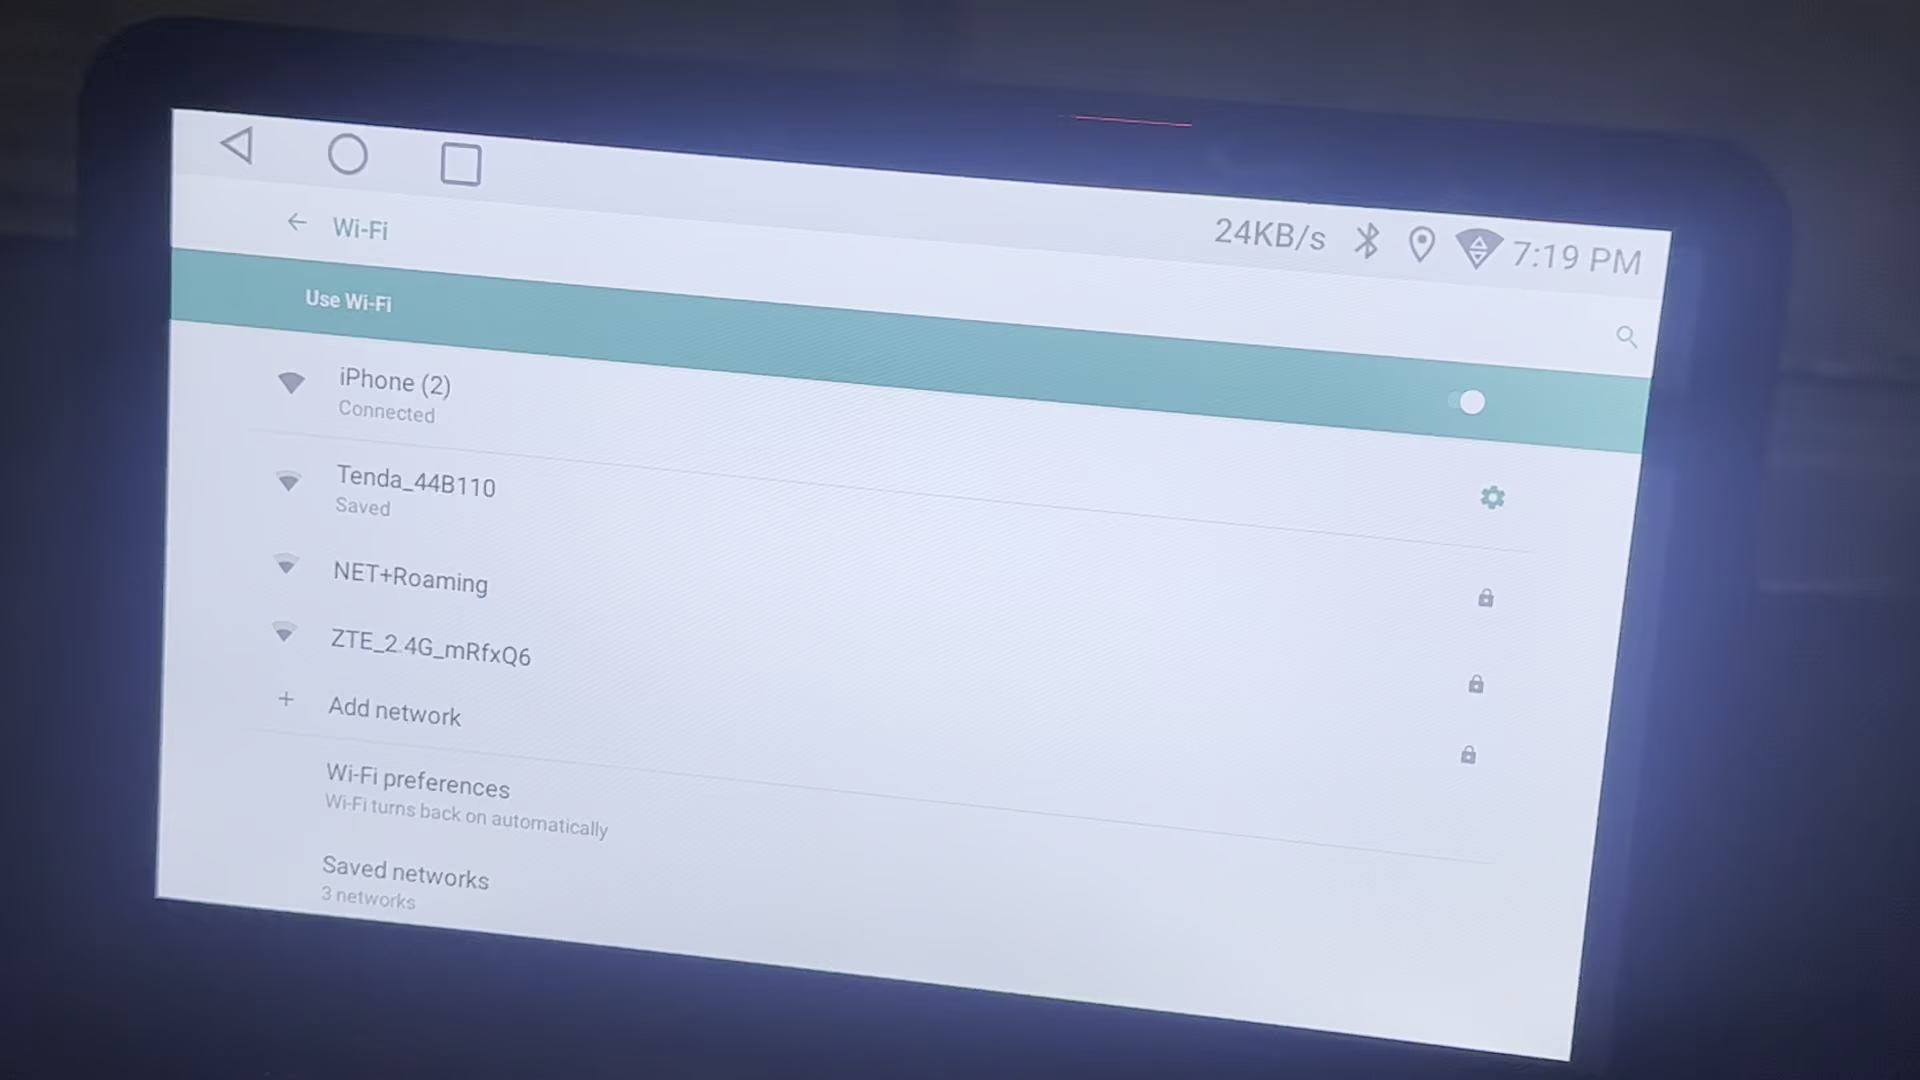 24KB/s 7:19 PM
Wi-Fi
Use Wi-Fi
iPhone (2)
Connected
Tenda_44B110
Saved
NET+Roaming
ZTE_2.4G_mRfxQ6
Add network
Wi-Fi preferences
Wi-Fi turns back on automatically
Saved networks
3 networks